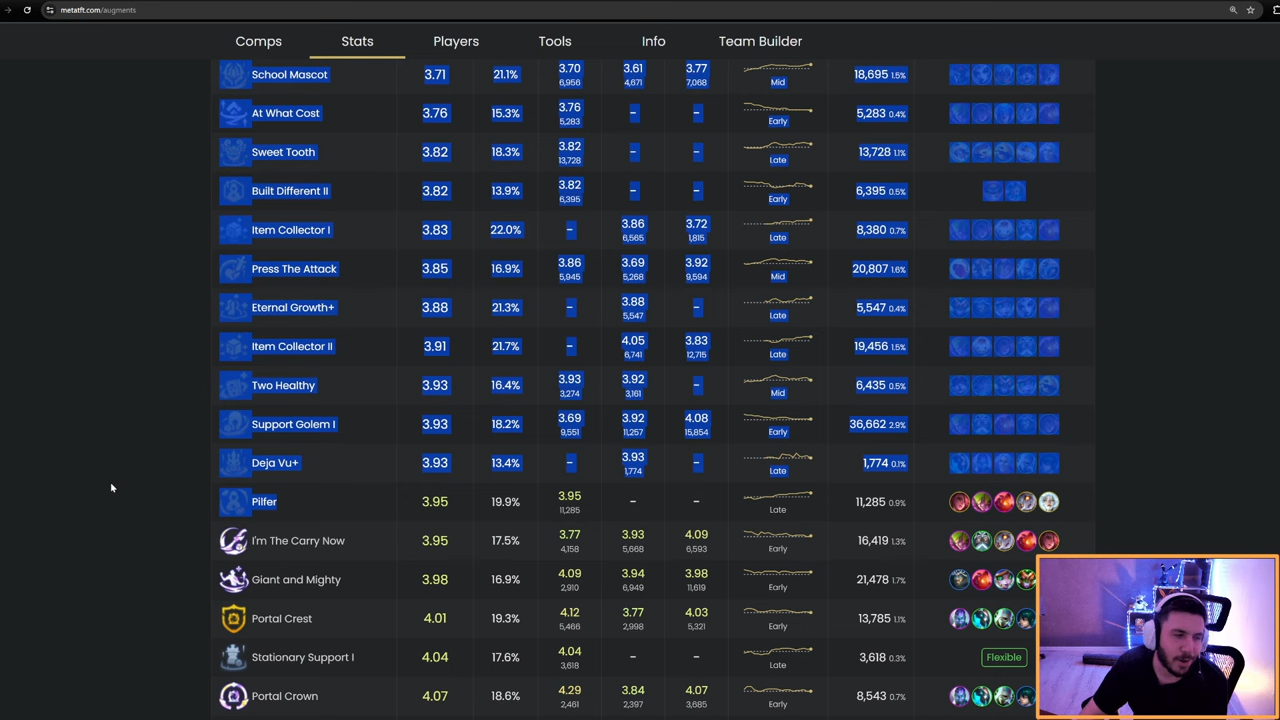 metatft.com/augments
Comps Stats Players Tools Info Team Builder
School Mascot 3.71 21.1% 3.70 6,956 3.61 4,671 3.77 7,068 Mid 18,695 1.5%
At What Cost 3.76 15.3% 3.76 5,283 – – Early 5,283 0.4%
Sweet Tooth 3.82 18.3% 3.82 13,728 – – Late 13,728 1.1%
Built Different II 3.82 13.9% 3.82 6,395 – – Early 6,395 0.5%
Item Collector I 3.83 22.0% – 3.86 6,565 3.72 1,815 Late 8,380 0.7%
Press The Attack 3.85 16.9% 3.86 5,945 3.69 5,268 3.92 9,594 Mid 20,807 1.6%
Eternal Growth+ 3.88 21.3% – 3.88 5,547 – Late 5,547 0.4%
Item Collector II 3.91 21.7% – 4.05 6,741 3.83 12,715 Late 19,456 1.5%
Two Healthy 3.93 16.4% 3.93 3,274 3.92 3,161 – Mid 6,435 0.5%
Support Golem I 3.93 18.2% 3.69 9,551 3.92 11,257 4.08 15,854 Early 36,662 2.9%
Deja Vu+ 3.93 13.4% – 3.93 1,774 – Late 1,774 0.1%
Pilfer 3.95 19.9% 3.95 11,285 – – Late 11,285 0.9%
I'm The Carry Now 3.95 17.5% 3.77 4,158 3.93 5,668 4.09 6,593 Early 16,419 1.3%
Giant and Mighty 3.98 16.9% 4.09 2,910 3.94 6,949 3.98 11,619 Early 21,478 1.7%
Portal Crest 4.01 19.3% 4.12 5,466 3.77 2,998 4.03 5,321 Early 13,785 1.1%
Stationary Support I 4.04 17.6% 4.04 3,618 – – Late 3,618 0.3% Flexible
Portal Crown 4.07 18.6% 4.29 2,461 3.84 2,397 4.07 3,685 Early 8,543 0.7%